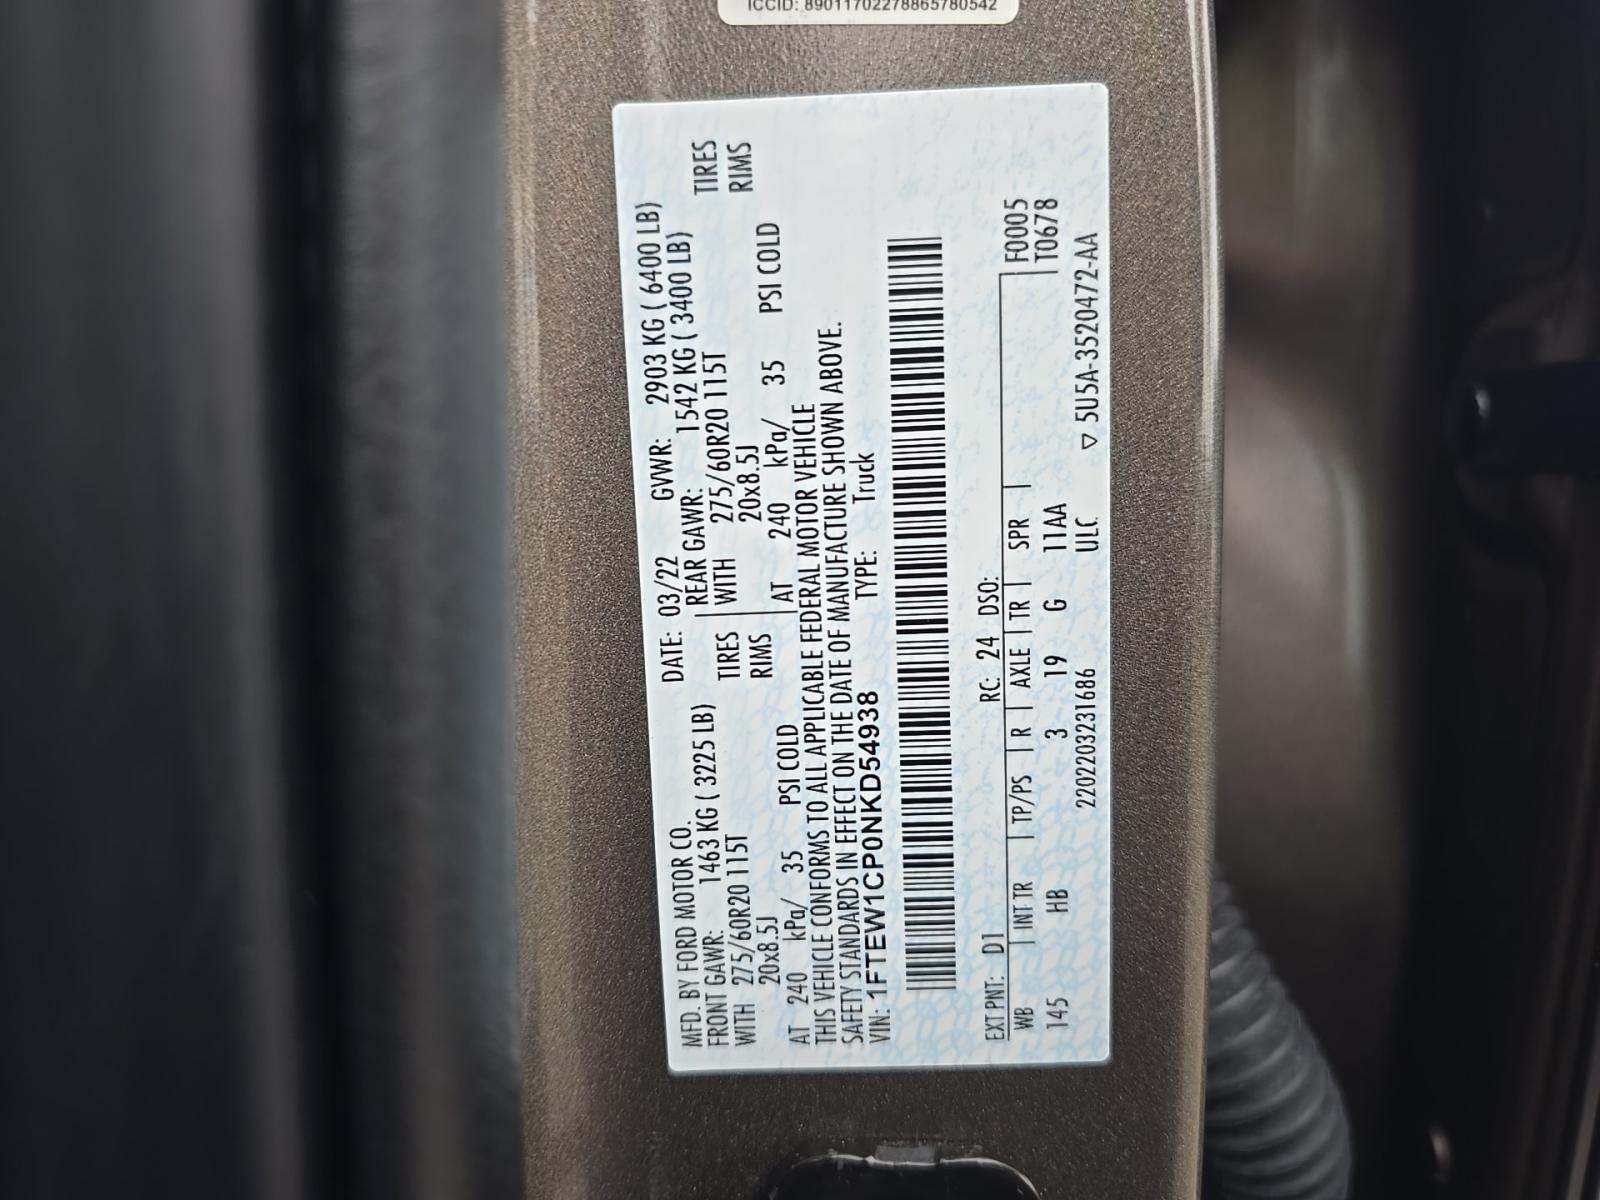 ICCID: 89011702278865780542
MFD. BY FORD MOTOR CO. DATE: 03/22 GVWR: 2903 KG ( 6400 LB)
FRONT GAWR: 1463 KG ( 3225 LB) REAR GAWR: 1542 KG ( 3400 LB)
WITH 275/60R20 115T TIRES WITH 275/60R20 115T TIRES
20x8.5J RIMS 20x8.5J RIMS
AT 240 kPa/ 35 PSI COLD AT 240 kPa/ 35 PSI COLD
THIS VEHICLE CONFORMS TO ALL APPLICABLE FEDERAL MOTOR VEHICLE
SAFETY STANDARDS IN EFFECT ON THE DATE OF MANUFACTURE SHOWN ABOVE.
VIN: 1FTEW1CP0NKD54938 TYPE: Truck
EXT PNT: D1 RC: 24 DSO: F0005
WB INT TR TP/PS R AXLE TR SPR T0678
145 HB 3 19 G 11AA
220220323 1686 ULC ▽ 5U5A-3520472-AA